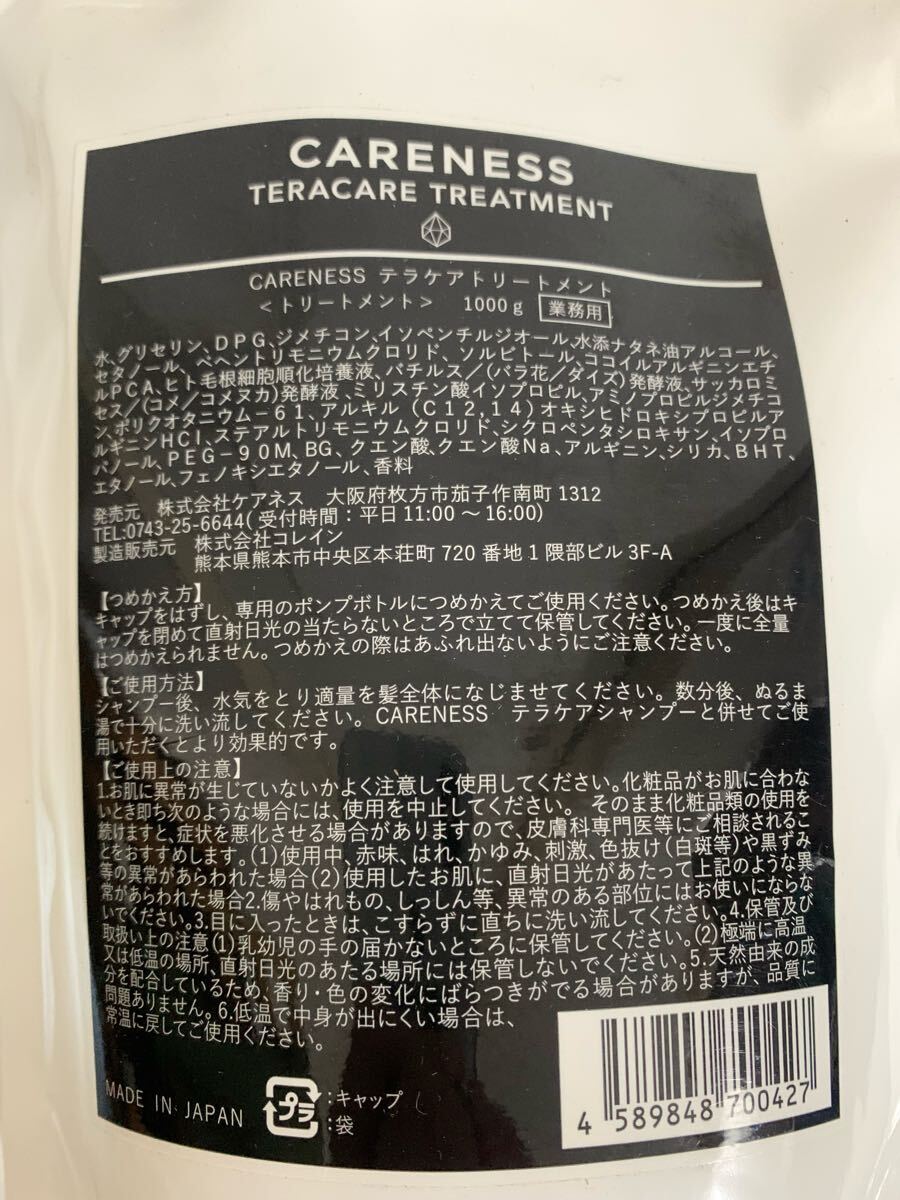 CARENESS
TERACARE TREATMENT
CARENESS テラケアトリートメント
<トリートメント> 1000g 業務用
水、グリセリン、DPG、ジメチコン、イソペンチルジオール、水添ナタネ油アルコール、
セタノール、ベヘントリモニウムクロリド、ソルビトール、ココイルアルギニンエチ
ルPCA、ヒト毛根細胞順化培養液、バチルス/(バラ花/ダイズ)発酵液、サッカロミ
セス/(コメ/コメヌカ)発酵液、ミリスチン酸イソプロピル、アミノプロピルジメチコ
ン、ポリクオタニウム-61、アルキル(C12,14)オキシヒドロキシプロピルア
ルギニンHCl、ステアルトリモニウムクロリド、シクロペンタシロキサン、イソプロ
パノール、PEG-90M、BG、クエン酸、クエン酸Na、アルギニン、シリカ、BHT、
エタノール、フェノキシエタノール、香料
発売元 株式会社ケアネス 大阪府枚方市茄子作南町1312
TEL:0743-25-6644(受付時間:平日11:00〜16:00)
製造販売元 株式会社コレイン
熊本県熊本市中央区本荘町720番地1 隈部ビル3F-A
【つめかえ方】
キャップをはずし、専用のポンプボトルにつめかえてご使用ください。つめかえ後はキ
ャップを閉めて直射日光の当たらないところで立てて保管してください。一度に全量
はつめかえられません。つめかえの際はあふれ出ないようにご注意ください。
【ご使用方法】
シャンプー後、水気をとり適量を髪全体になじませてください。数分後、ぬるま
湯で十分に洗い流してください。CARENESS テラケアシャンプーと併せてご使
用いただくとより効果的です。
【ご使用上の注意】
1.お肌に異常が生じていないかよく注意して使用してください。化粧品がお肌に合わな
いとき即ち次のような場合には、使用を中止してください。 そのまま化粧品類の使用を
続けますと、症状を悪化させる場合がありますので、皮膚科専門医等にご相談されるこ
とをおすすめします。(1)使用中、赤味、はれ、かゆみ、刺激、色抜け(白斑等)や黒ずみ
等の異常があらわれた場合(2)使用したお肌に、直射日光があたって上記のような異
常があらわれた場合2.傷やはれもの、しっしん等、異常のある部位にはお使いにならな
いでください。3.目に入ったときは、こすらずに直ちに洗い流してください。4.保管及び
取扱い上の注意(1)乳幼児の手の届かないところに保管してください。(2)極端に高温
又は低温の場所、直射日光のあたる場所には保管しないでください。5.天然由来の成
分を配合しているため、香り・色の変化にばらつきがでる場合がありますが、品質に
問題ありません。6.低温で中身が出にくい場合は、
常温に戻してご使用ください。
MADE IN JAPAN
プラ
:キャップ
:袋
4 589848 700427